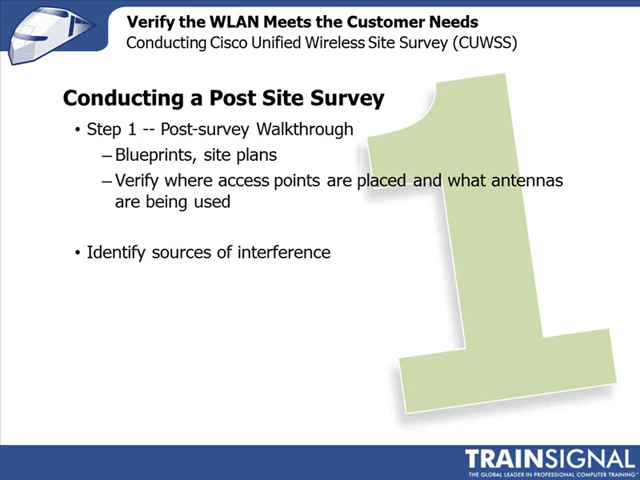 Verify the WLAN Meets the Customer Needs
Conducting Cisco Unified Wireless Site Survey (CUWSS)
Conducting a Post Site Survey
• Step 1 -- Post-survey Walkthrough
– Blueprints, site plans
– Verify where access points are placed and what antennas
are being used
• Identify sources of interference
1
TRAINSIGNAL
THE GLOBAL LEADER IN PROFESSIONAL COMPUTER TRAINING